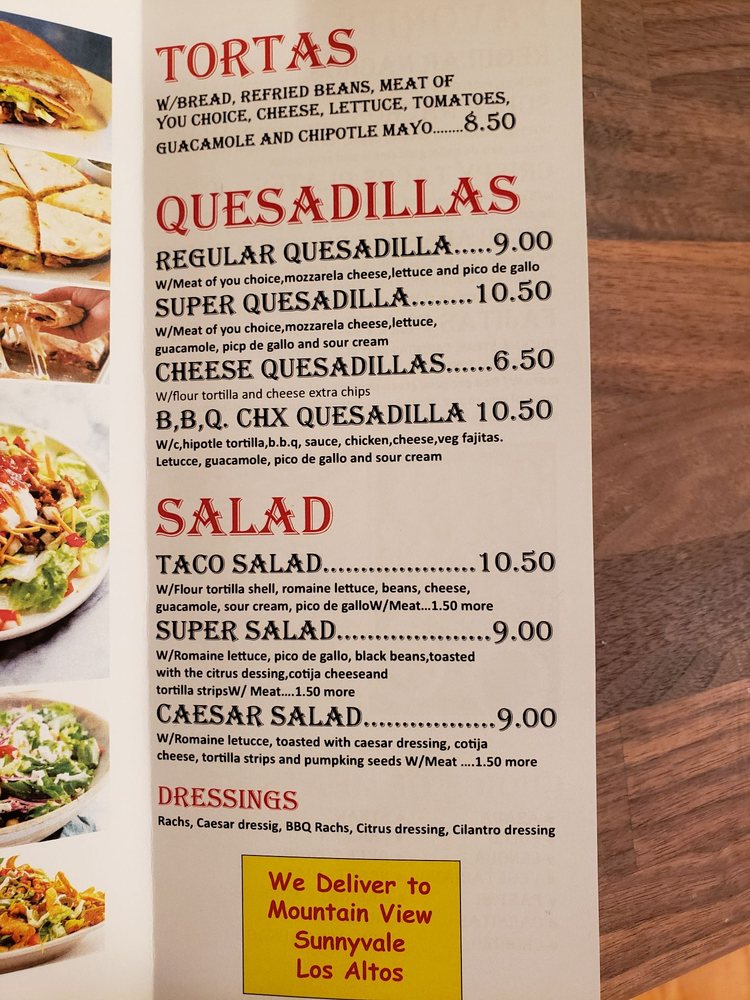 TORTAS
W/BREAD, REFRIED BEANS, MEAT OF
YOU CHOICE, CHEESE, LETTUCE, TOMATOES,
GUACAMOLE AND CHIPOTLE MAYO........8.50
QUESADILLAS
REGULAR QUESADILLA.....9.00
W/Meat of you choice,mozzarela cheese,lettuce and pico de gallo
SUPER QUESADILLA........10.50
W/Meat of you choice,mozzarela cheese,lettuce,
guacamole, picp de gallo and sour cream
CHEESE QUESADILLAS......6.50
W/flour tortilla and cheese extra chips
B,B,Q. CHX QUESADILLA 10.50
W/c,hipotle tortilla,b.b.q, sauce, chicken,cheese,veg fajitas.
Letucce, guacamole, pico de gallo and sour cream
SALAD
TACO SALAD.....................10.50
W/Flour tortilla shell, romaine lettuce, beans, cheese,
guacamole, sour cream, pico de galloW/Meat...1.50 more
SUPER SALAD...................9.00
W/Romaine lettuce, pico de gallo, black beans,toasted
with the citrus dessing,cotija cheeseand
tortilla stripsW/ Meat....1.50 more
CAESAR SALAD.................9.00
W/Romaine letucce, toasted with caesar dressing, cotija
cheese, tortilla strips and pumpking seeds W/Meat ....1.50 more
DRESSINGS
Rachs, Caesar dressig, BBQ Rachs, Citrus dressing, Cilantro dressing
We Deliver to
Mountain View
Sunnyvale
Los Altos